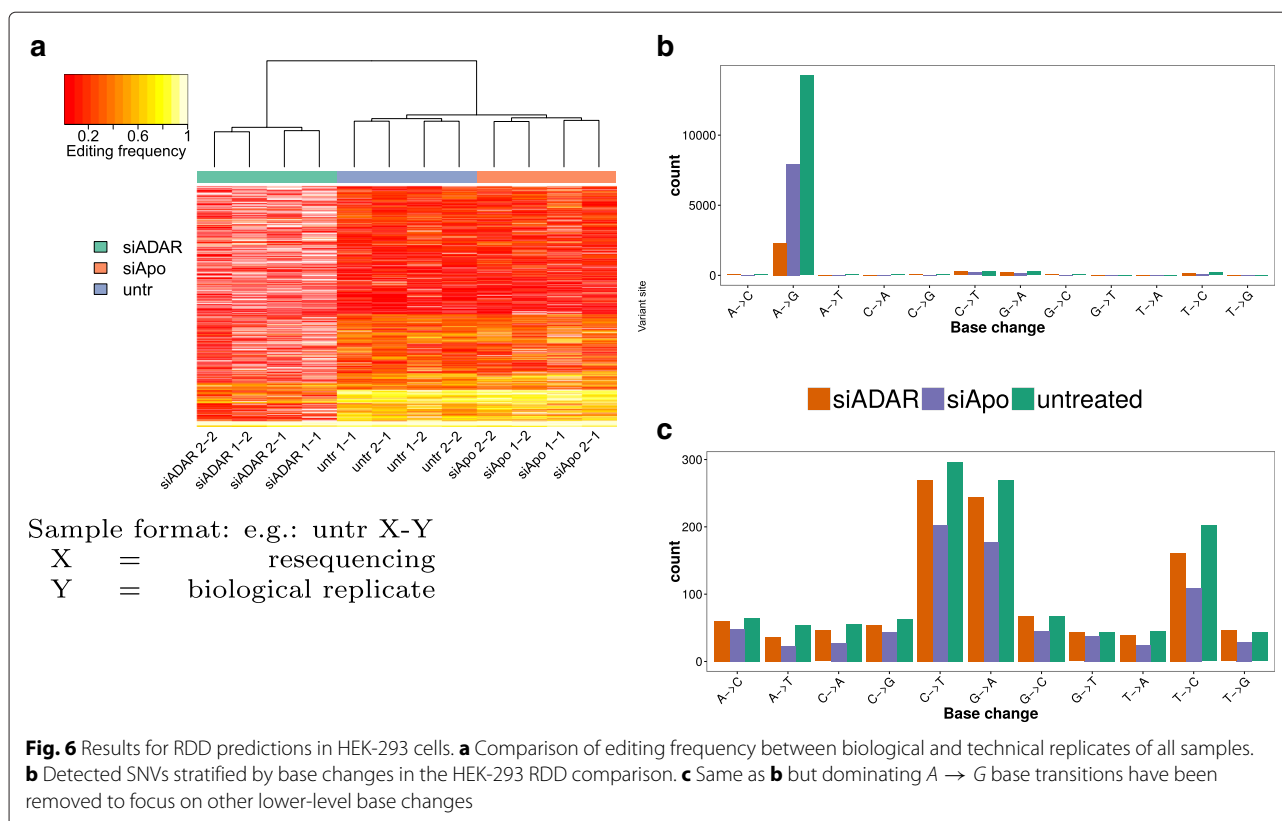 a
0.2 0.6 1
Editing frequency
siADAR
siApo
untr
Variant site
siADAR 2−2
siADAR 1−2
siADAR 2−1
siADAR 1−1
untr 1−1
untr 2−1
untr 1−2
untr 2−2
siApo 2−2
siApo 1−2
siApo 1−1
siApo 2−1
Sample format: e.g.: untr X-Y
X = resequencing
Y = biological replicate
b
count
10000
5000
0
A−>C
A−>G
A−>T
C−>A
C−>G
C−>T
G−>A
G−>C
G−>T
T−>A
T−>C
T−>G
Base change
siADAR siApo untreated
c
count
300
200
100
0
A−>C
A−>T
C−>A
C−>G
C−>T
G−>A
G−>C
G−>T
T−>A
T−>C
T−>G
Base change
Fig. 6 Results for RDD predictions in HEK-293 cells. a Comparison of editing frequency between biological and technical replicates of all samples.
b Detected SNVs stratified by base changes in the HEK-293 RDD comparison. c Same as b but dominating A → G base transitions have been
removed to focus on other lower-level base changes